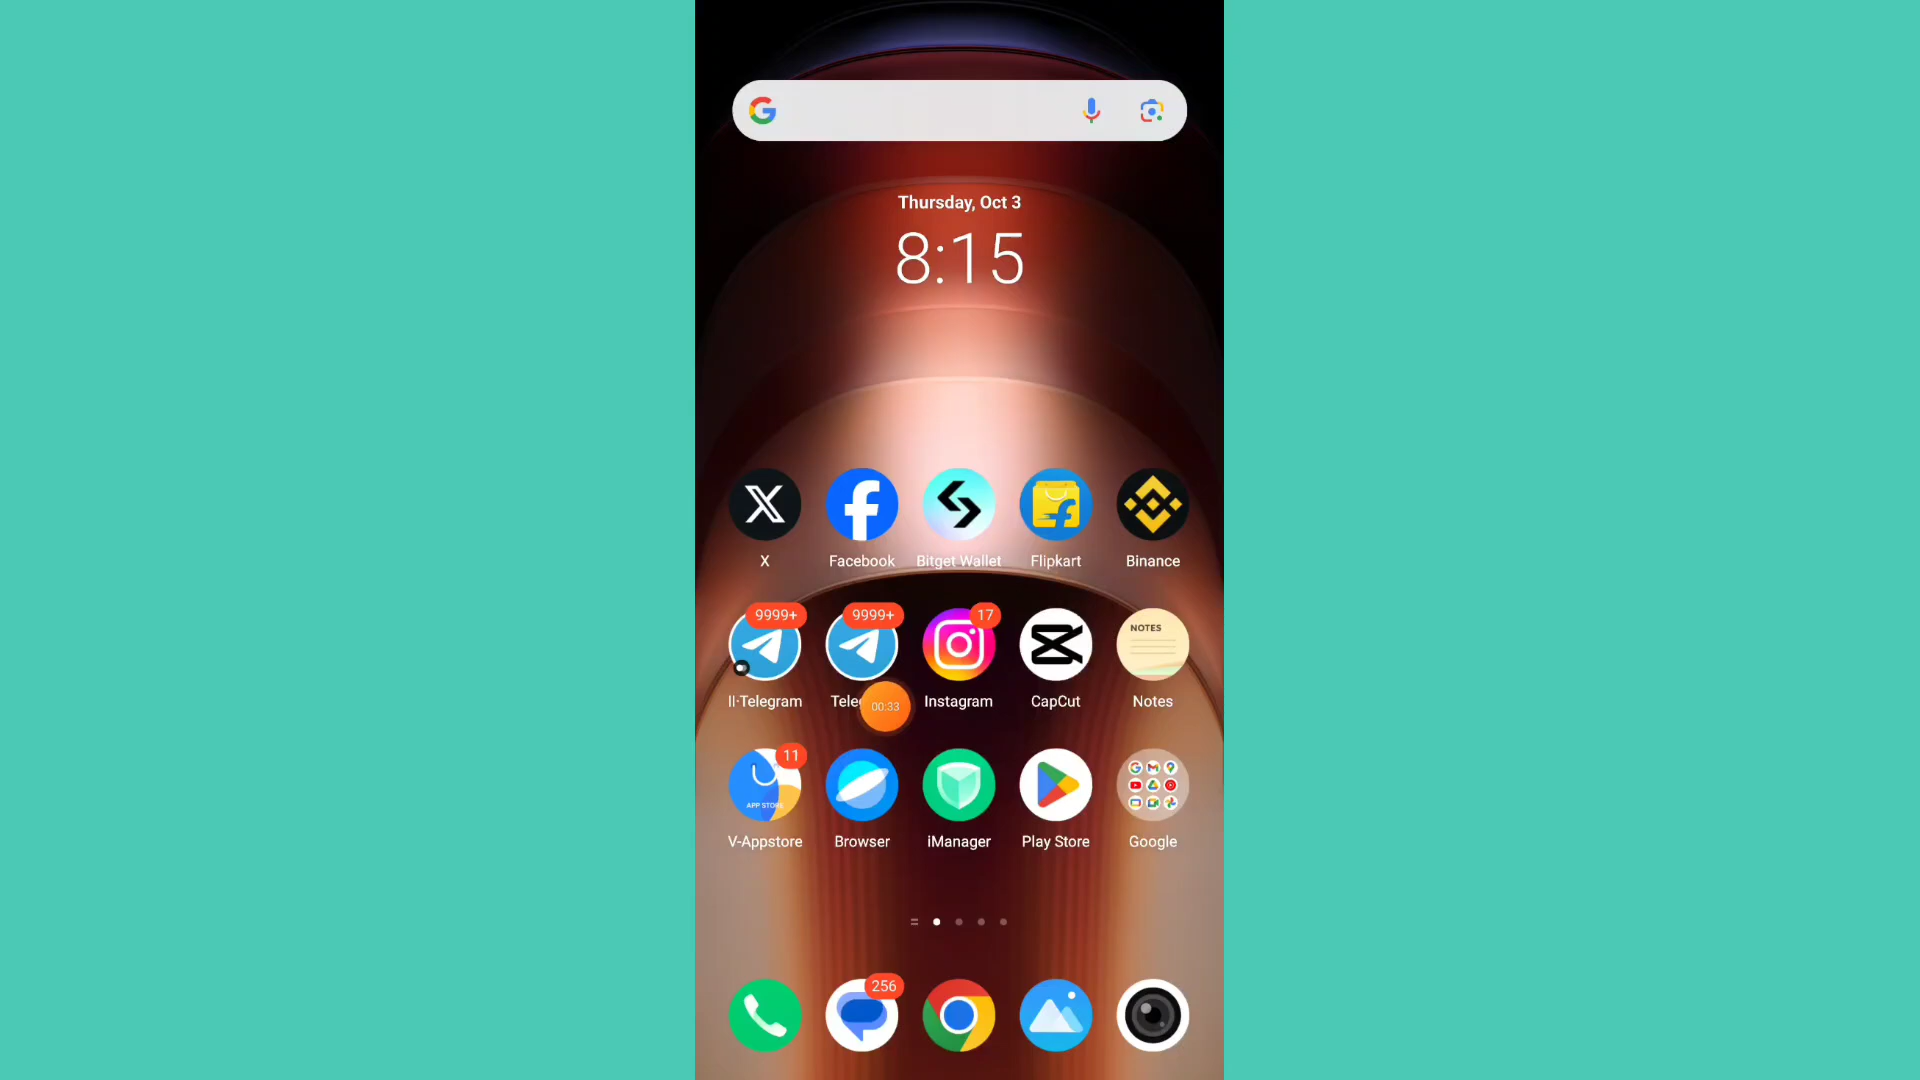 Thursday, Oct 3
8:15
X
Facebook
Bitget Wallet
Flipkart
Binance
9999+
9999+
17
NOTES
II·Telegram
Tele
00:33
Instagram
CapCut
Notes
11
APP STORE
V-Appstore
Browser
iManager
Play Store
Google
256